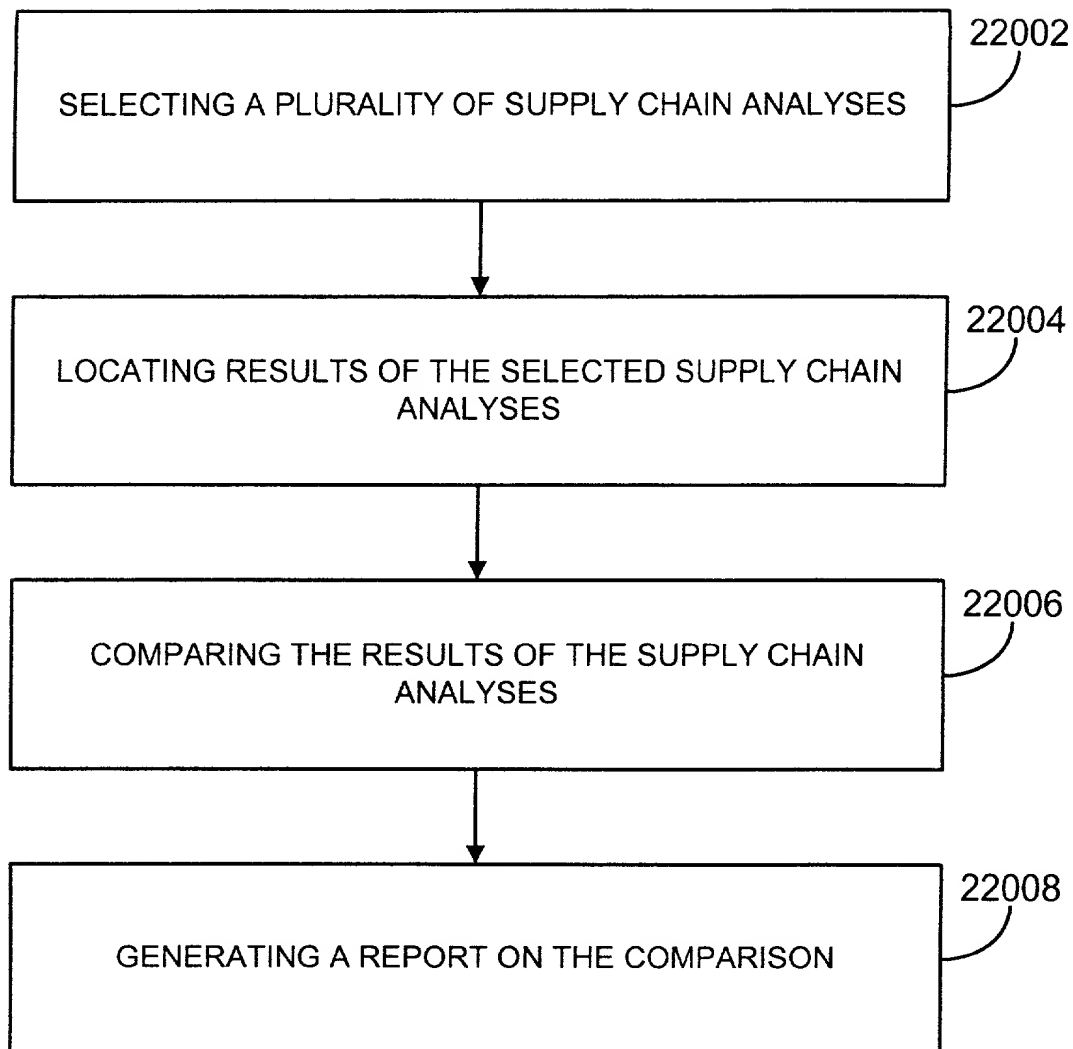 22002
SELECTING A PLURALITY OF SUPPLY CHAIN ANALYSES
22004
LOCATING RESULTS OF THE SELECTED SUPPLY CHAIN
ANALYSES
22006
COMPARING THE RESULTS OF THE SUPPLY CHAIN
ANALYSES
22008
GENERATING A REPORT ON THE COMPARISON